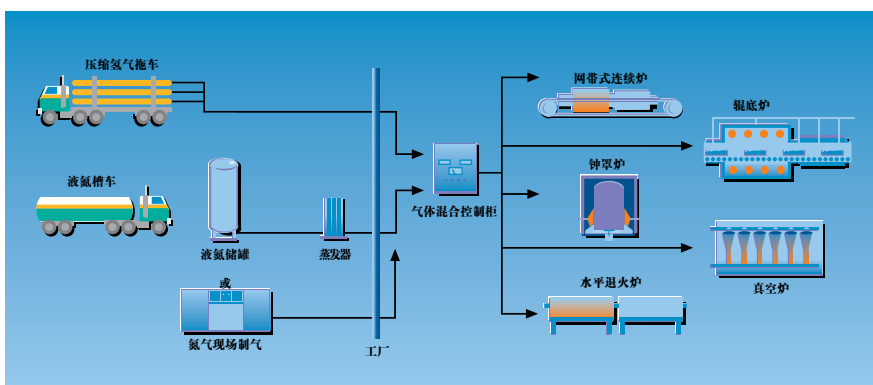 压缩氢气拖车
网带式连续炉
辊底炉
液氮槽车
钟罩炉
气体混合控制柜
液氮储罐
蒸发器
或
水平退火炉
真空炉
氮气现场制气
工厂